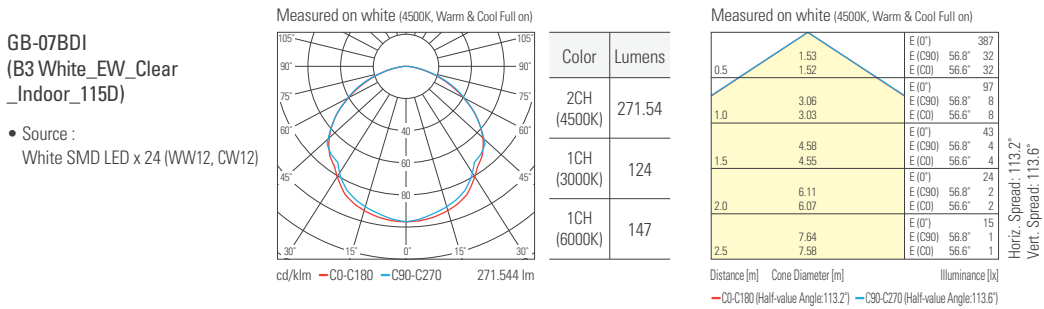 GB-07BDI
(B3 White_EW_Clear
_Indoor_115D)
• Source :
White SMD LED x 24 (WW12, CW12)
Measured on white (4500K, Warm & Cool Full on)
105° 105°
90° 90°
75° 75°
60° 60°
45° 45°
30° 15° 0° 15° 30°
40
60
80
cd/klm C0-C180 C90-C270 271.544 lm
Color Lumens
2CH
(4500K) 271.54
1CH
(3000K) 124
1CH
(6000K) 147
Measured on white (4500K, Warm & Cool Full on)
E (0°) 387
1.53 E (C90) 56.8° 32
0.5 1.52 E (C0) 56.6° 32
E (0°) 97
3.06 E (C90) 56.8° 8
1.0 3.03 E (C0) 56.6° 8
E (0°) 43
4.58 E (C90) 56.8° 4
1.5 4.55 E (C0) 56.6° 4
E (0°) 24
6.11 E (C90) 56.8° 2
2.0 6.07 E (C0) 56.6° 2
E (0°) 15
7.64 E (C90) 56.8° 1
2.5 7.58 E (C0) 56.6° 1
Distance [m] Cone Diameter [m] Illuminance [lx]
C0-C180 (Half-value Angle:113.2°) C90-C270 (Half-value Angle:113.6°)
Horiz. Spread: 113.2°
Vert. Spread: 113.6°